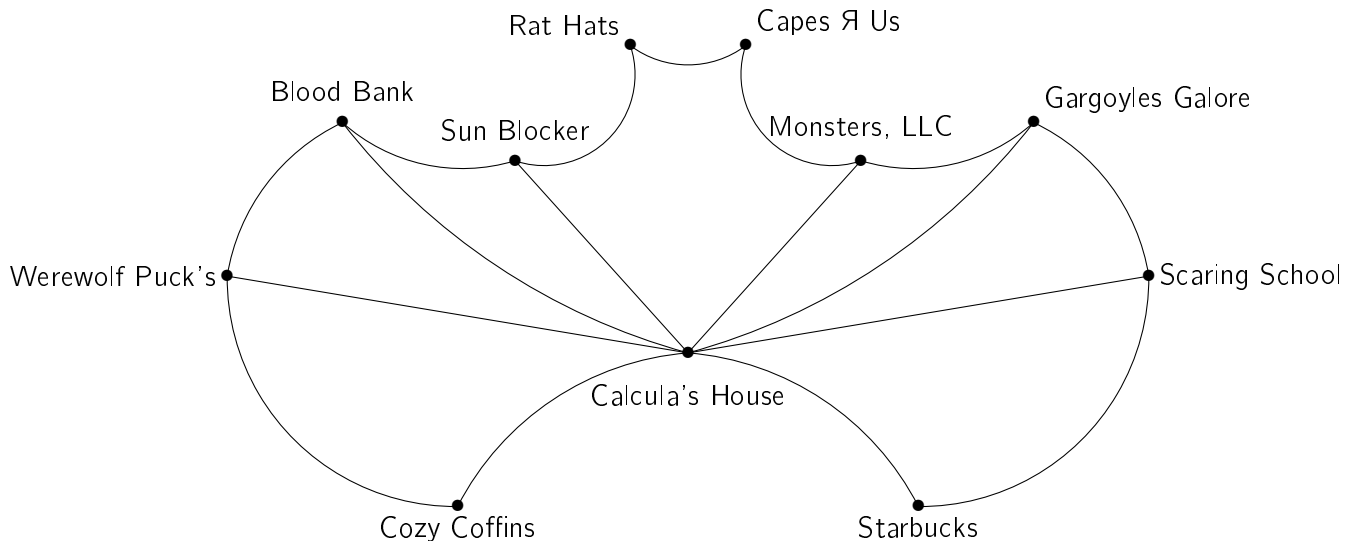 Rat Hats
Capes Я Us
Blood Bank
Gargoyles Galore
Sun Blocker
Monsters, LLC
Werewolf Puck's
Scaring School
Calcula's House
Cozy Coffins
Starbucks